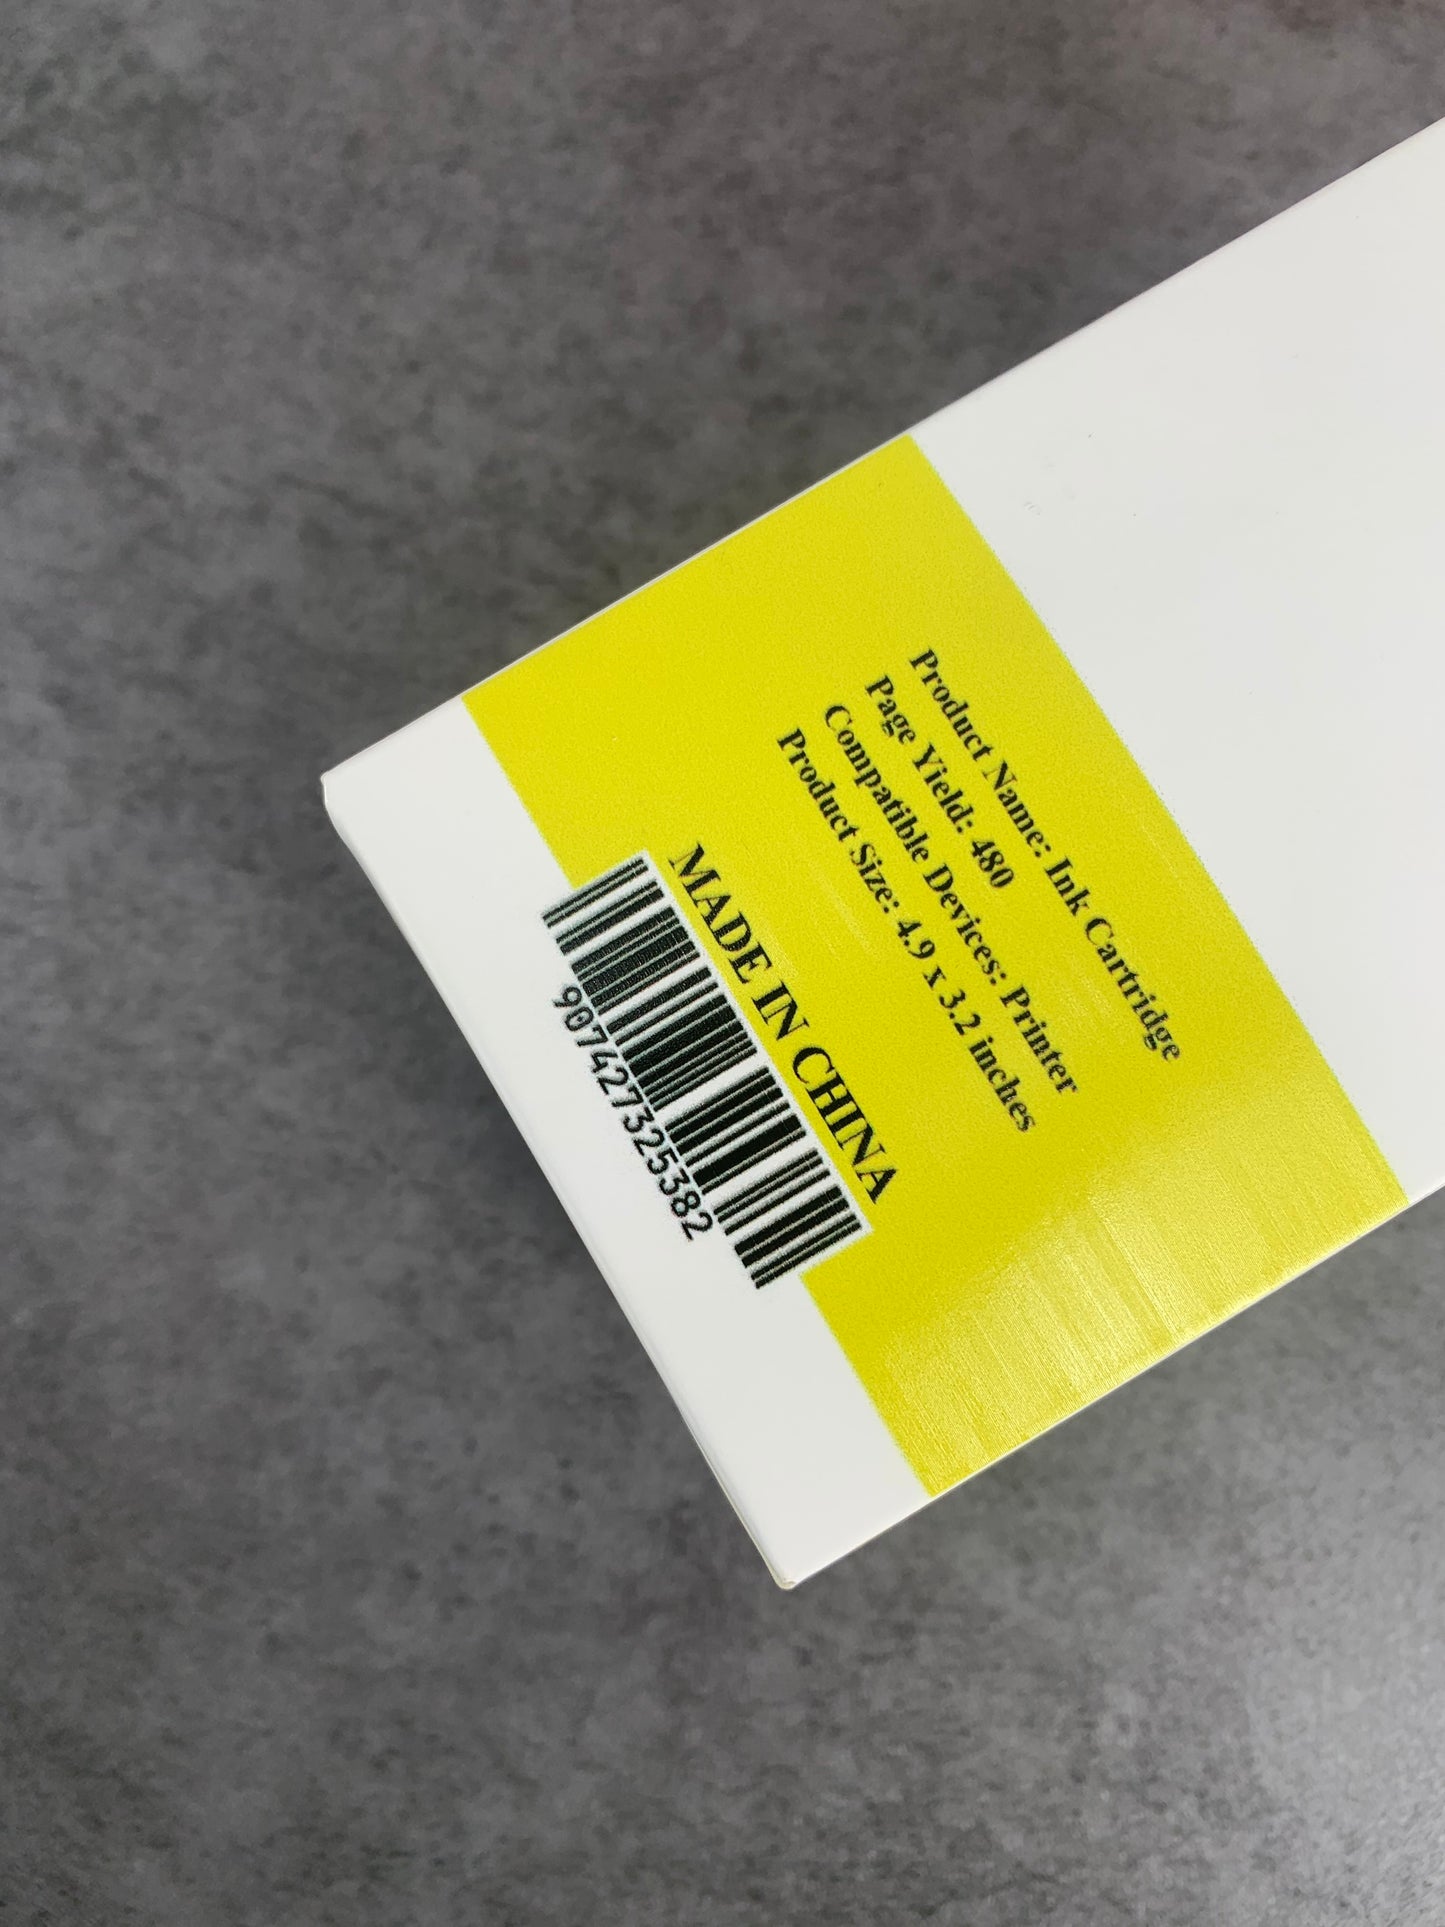 Product Name: Ink Cartridge
Page Yield: 480
Compatible Devices: Printer
Product Size: 4.9 x 3.2 inches
MADE IN CHINA
907427325382